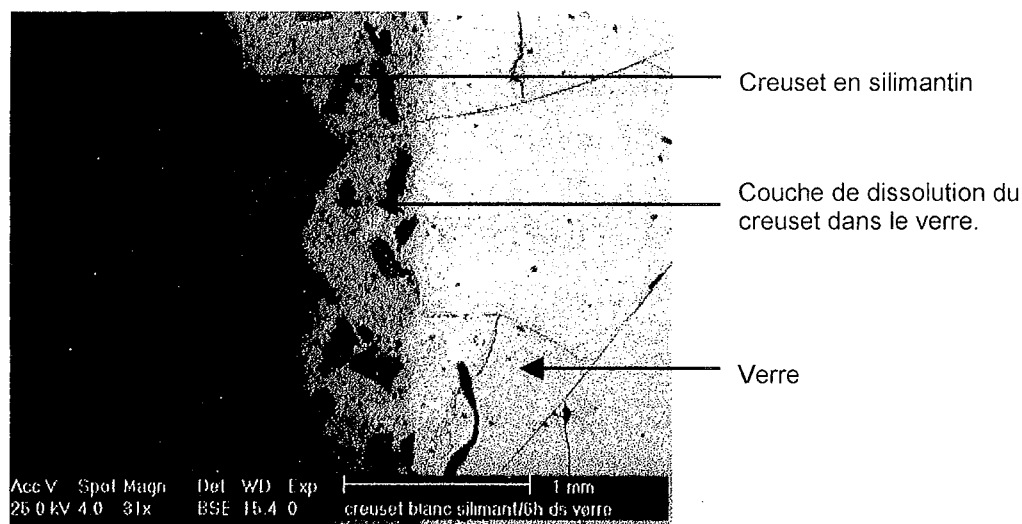 Creuset en silimantin
Couche de dissolution du
creuset dans le verre.
Verre
Acc V Spot Magn Det WD Exp 1 mm
25.0 kV 4.0 31x BSE 15.4 0 creuset blanc silimant/6h ds verre